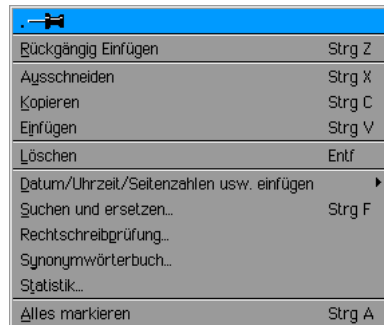 Rückgängig Einfügen Strg Z
Ausschneiden Strg X
Kopieren Strg C
Einfügen Strg V
Löschen Entf
Datum/Uhrzeit/Seitenzahlen usw. einfügen
Suchen und ersetzen... Strg F
Rechtschreibprüfung...
Synonymwörterbuch...
Statistik...
Alles markieren Strg A